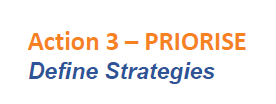 Action 3 – PRIORISE
Define Strategies